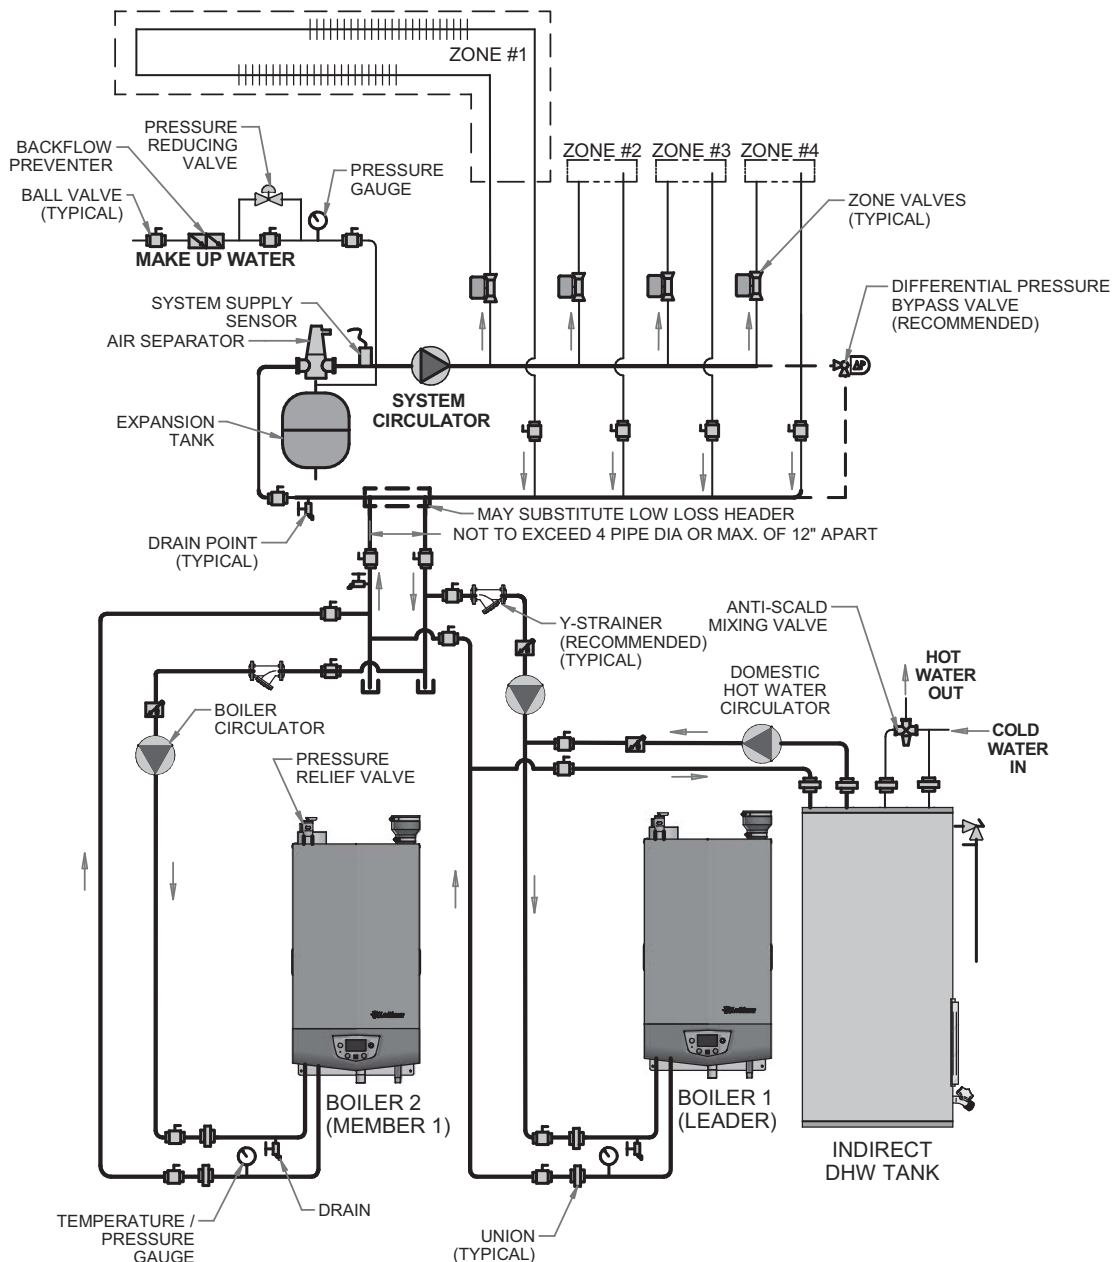 ZONE #1
PRESSURE
REDUCING
VALVE
BACKFLOW
PREVENTER
PRESSURE
GAUGE
BALL VALVE
(TYPICAL)
MAKE UP WATER
ZONE #2
ZONE #3
ZONE #4
ZONE VALVES
(TYPICAL)
SYSTEM SUPPLY
SENSOR
AIR SEPARATOR
DIFFERENTIAL PRESSURE
BYPASS VALVE
(RECOMMENDED)
ΔP
SYSTEM
CIRCULATOR
EXPANSION
TANK
MAY SUBSTITUTE LOW LOSS HEADER
NOT TO EXCEED 4 PIPE DIA OR MAX. OF 12" APART
DRAIN POINT
(TYPICAL)
Y-STRAINER
(RECOMMENDED)
(TYPICAL)
ANTI-SCALD
MIXING VALVE
HOT
WATER
OUT
DOMESTIC
HOT WATER
CIRCULATOR
COLD
WATER
IN
BOILER
CIRCULATOR
PRESSURE
RELIEF VALVE
BOILER 2
(MEMBER 1)
BOILER 1
(LEADER)
INDIRECT
DHW TANK
DRAIN
TEMPERATURE /
PRESSURE
GAUGE
UNION
(TYPICAL)